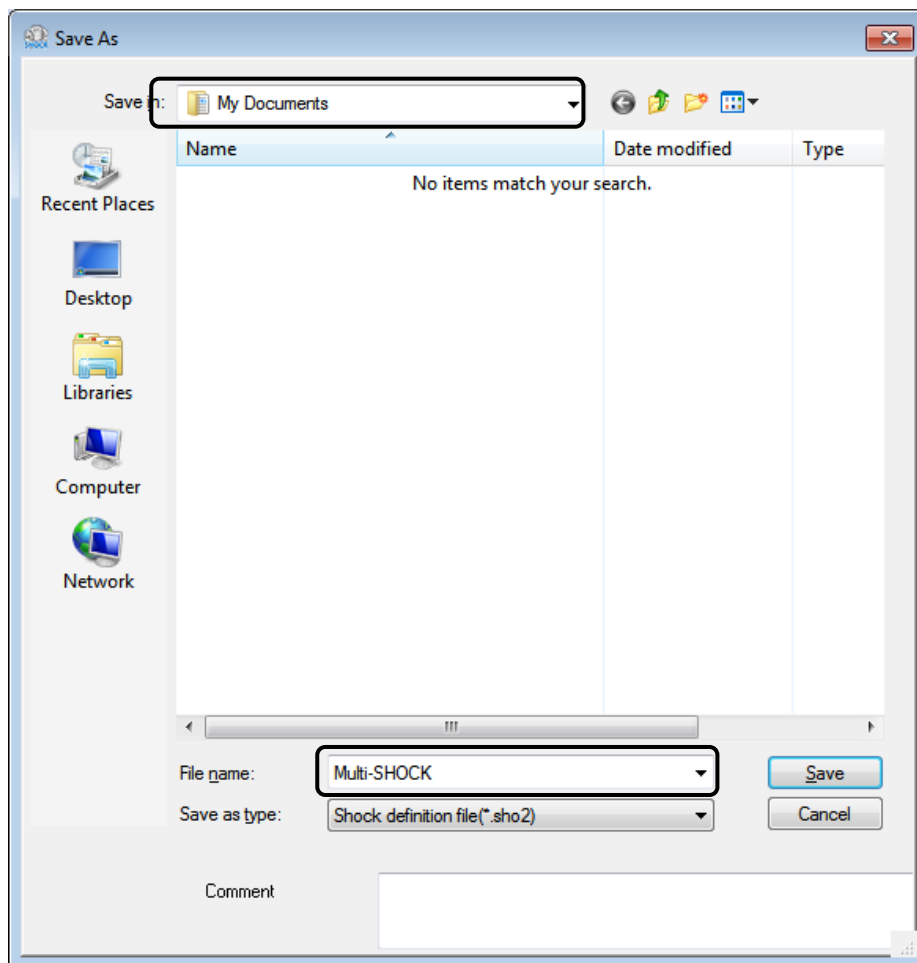 Save As
Save in: My Documents
Name Date modified Type
No items match your search.
Recent Places
Desktop
Libraries
Computer
Network
File name: Multi-SHOCK Save
Save as type: Shock definition file(*.sho2) Cancel
Comment